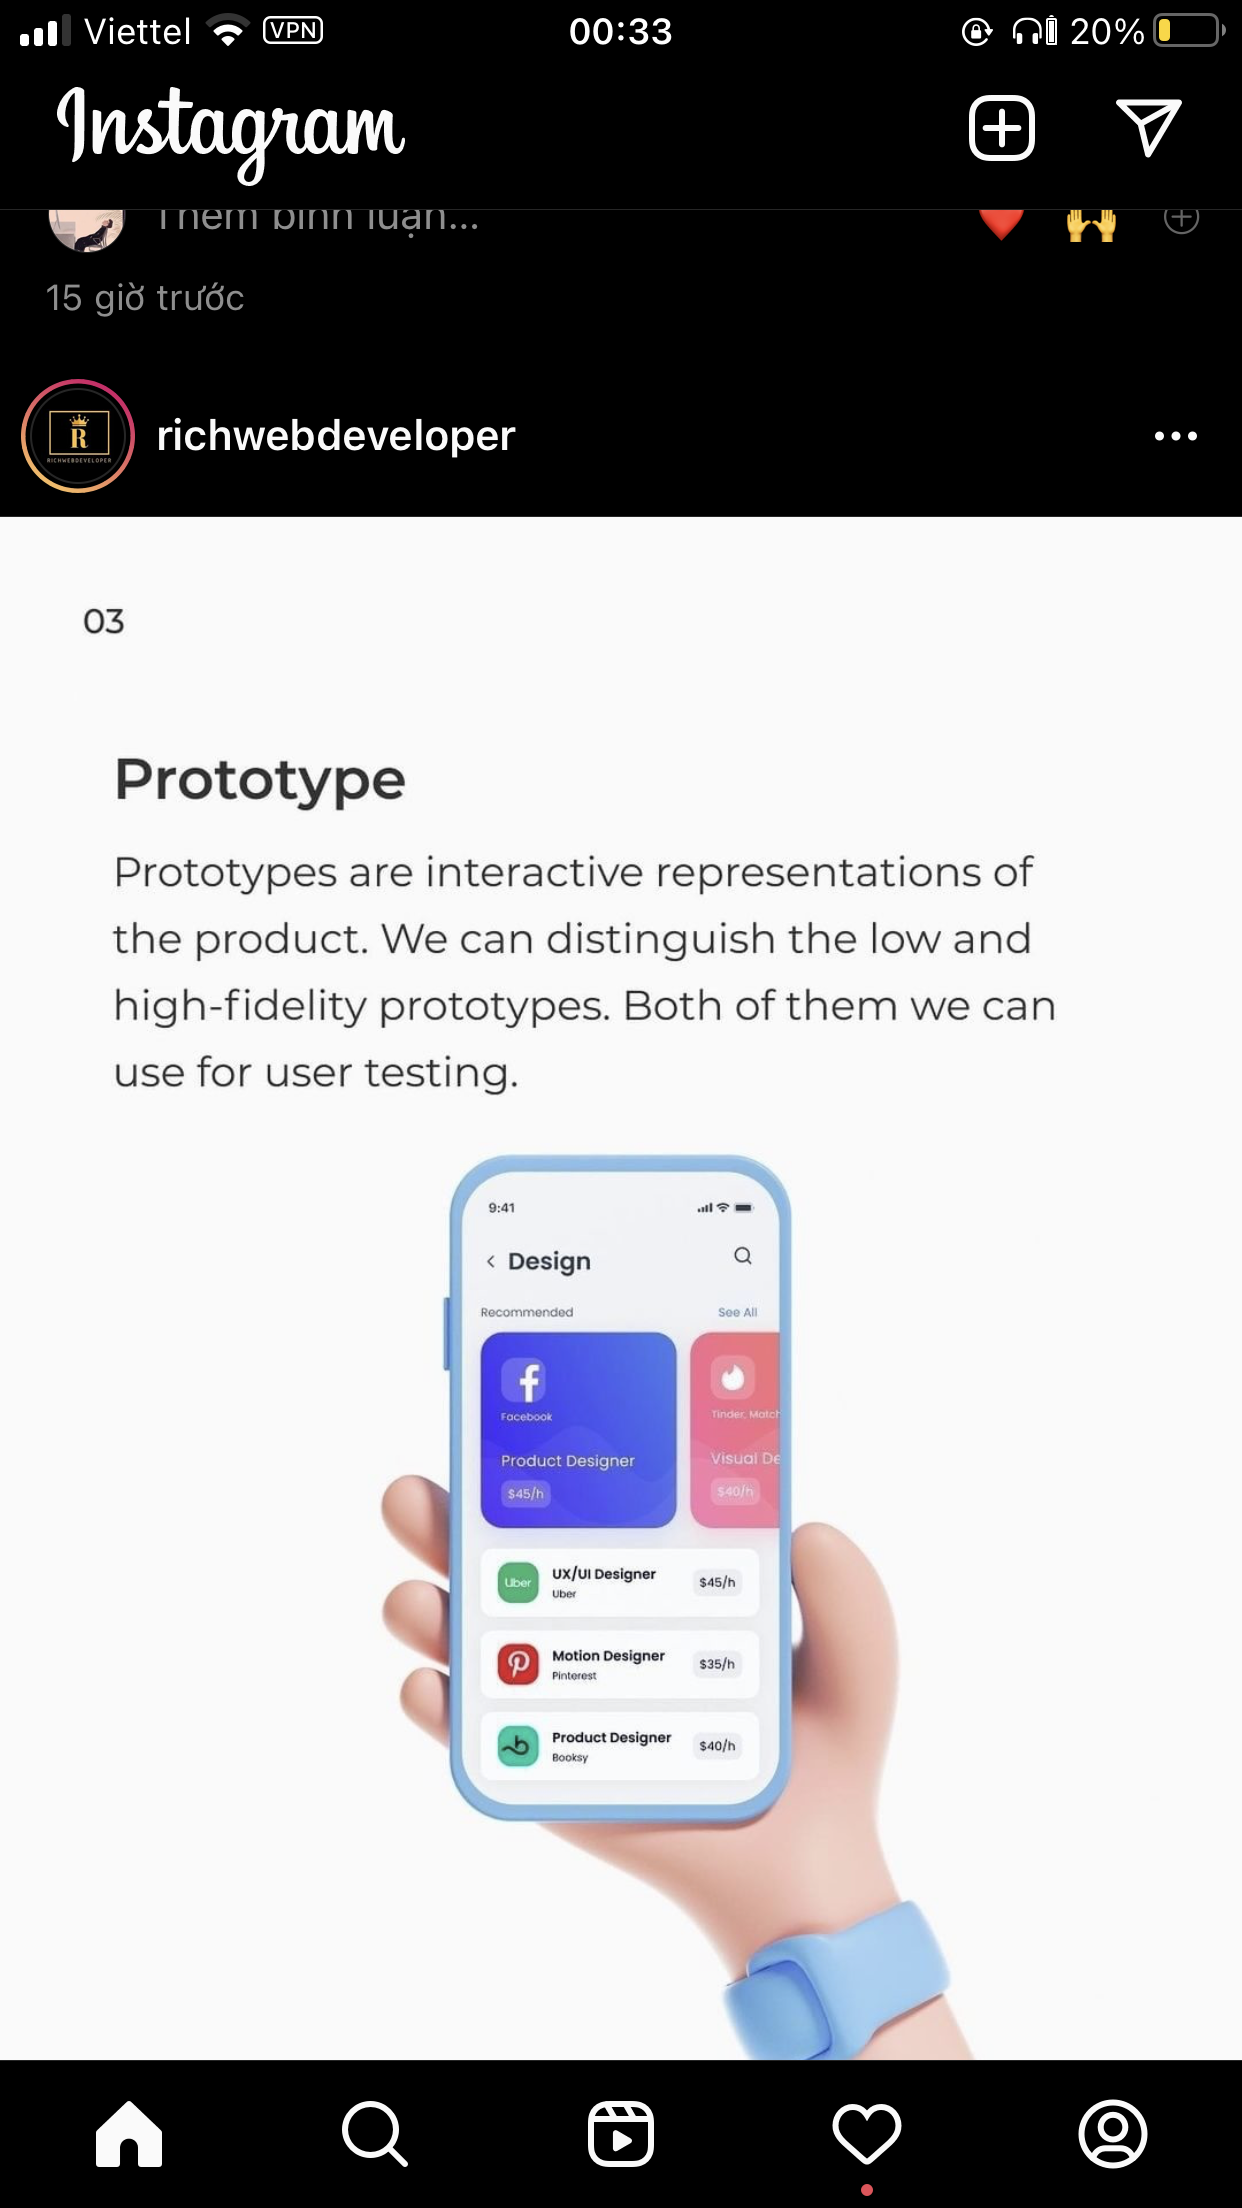 Viettel VPN 00:33 20%
Instagram
Thêm bình luận...
15 giờ trước
R
RICHWEBDEVELOPER
richwebdeveloper
03
Prototype
Prototypes are interactive representations of
the product. We can distinguish the low and
high-fidelity prototypes. Both of them we can
use for user testing.
9:41
Design
Recommended See All
Facebook
Product Designer
$45/h
Tinder, Match
Visual De
$40/h
Uber
UX/UI Designer
Uber
$45/h
Motion Designer
Pinterest
$35/h
Product Designer
Booksy
$40/h